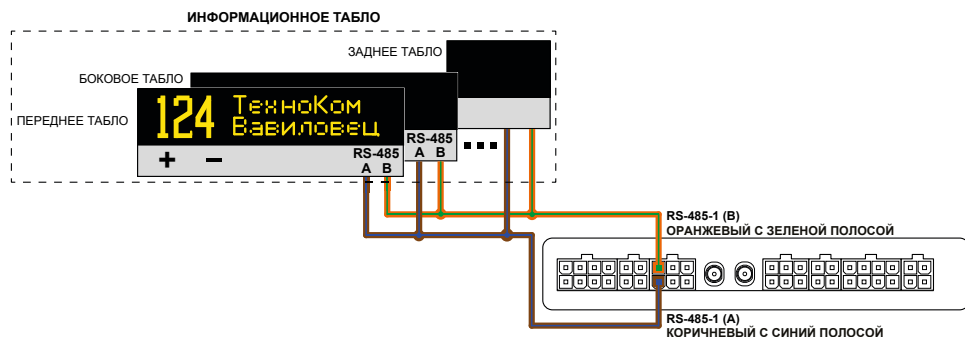 ИНФОРМАЦИОННОЕ ТАБЛО
ЗАДНЕЕ ТАБЛО
БОКОВОЕ ТАБЛО
ПЕРЕДНЕЕ ТАБЛО
124 ТехноКом
Вавиловец
+ −
RS-485
A B
RS-485
A B
RS-485-1 (B)
ОРАНЖЕВЫЙ С ЗЕЛЕНОЙ ПОЛОСОЙ
RS-485-1 (A)
КОРИЧНЕВЫЙ С СИНИЙ ПОЛОСОЙ